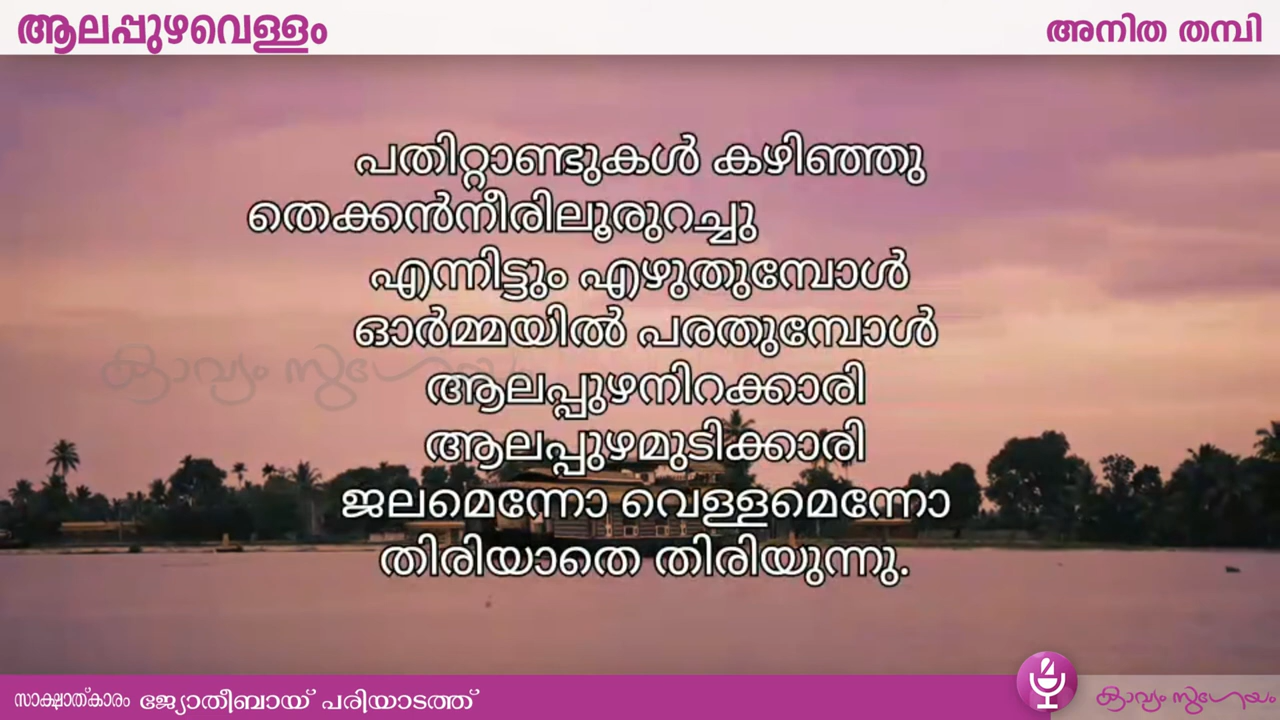 ആലപ്പുഴവെള്ളം
അനിത തമ്പി
പതിറ്റാണ്ടുകൾ കഴിഞ്ഞു
തെക്കൻനീരിലൂരുറച്ചു
എന്നിട്ടും എഴുതുമ്പോൾ
ഓർമ്മയിൽ പരതുമ്പോൾ
ആലപ്പുഴനിറക്കാരി
ആലപ്പുഴമുടിക്കാരി
ജലമെന്നോ വെള്ളമെന്നോ
തിരിയാതെ തിരിയുന്നു.
കാവ്യം സുഗേയം
സാക്ഷാത്കാരം ജ്യോതീബായ് പരിയാടത്ത്
കാവ്യം സുഗേയം